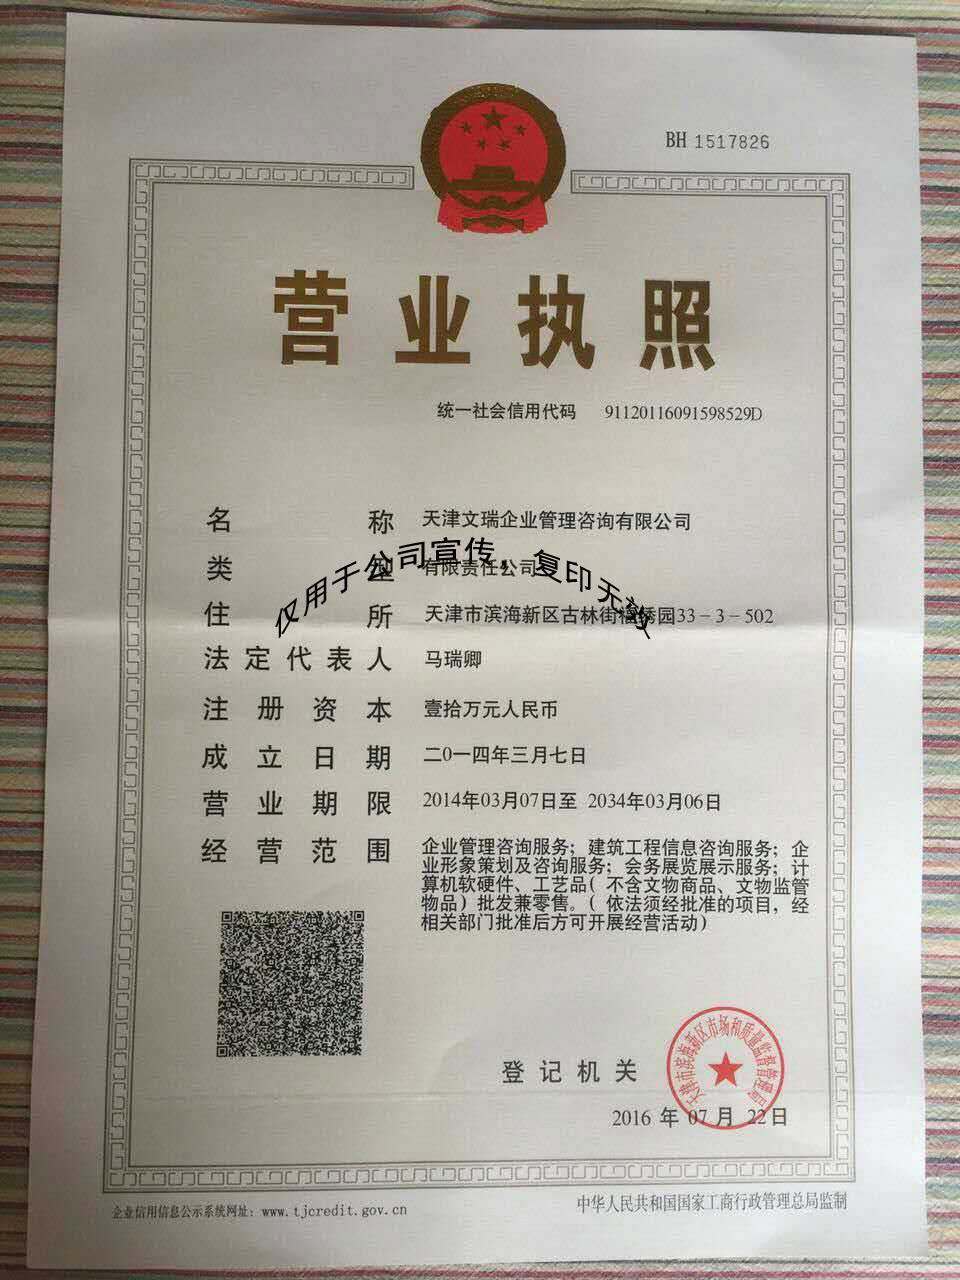 BH 1517826
营业执照
统一社会信用代码 91120116091598529D
名称 天津文瑞企业管理咨询有限公司
类型 有限责任公司
仅用于公司宣传,复印无效
住所 天津市滨海新区古林街福绣园33-3-502
法定代表人 马瑞卿
注册资本 壹拾万元人民币
成立日期 二0一四年三月七日
营业期限 2014年03月07日至 2034年03月06日
经营范围 企业管理咨询服务；建筑工程信息咨询服务；企
业形象策划及咨询服务；会务展览展示服务；计
算机软硬件、工艺品( 不含文物商品、文物监管
物品) 批发兼零售。( 依法须经批准的项目，经
相关部门批准后方可开展经营活动)
天津市滨海新区市场和质量监督管理局
登记机关
2016 年 07 月 22日
企业信用信息公示系统网址：www.tjcredit.gov.cn
中华人民共和国国家工商行政管理总局监制